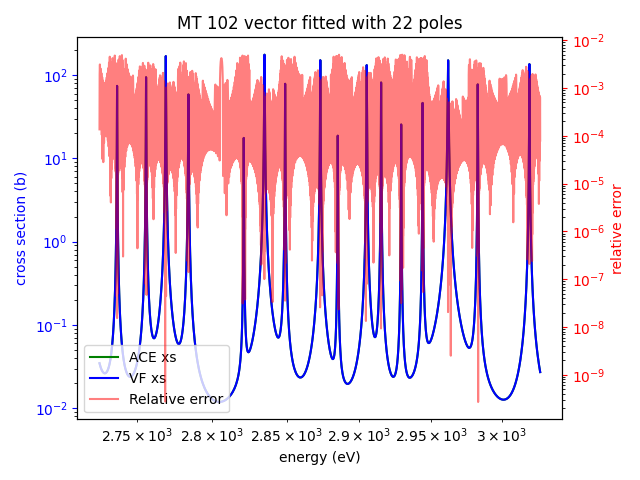 MT 102 vector fitted with 22 poles
cross section (b)
10²
10¹
10⁰
10⁻¹
10⁻²
10⁻²
10⁻³
10⁻⁴
10⁻⁵
10⁻⁶
10⁻⁷
10⁻⁸
10⁻⁹
relative error
ACE xs
VF xs
Relative error
2.75 × 10³ 2.8 × 10³ 2.85 × 10³ 2.9 × 10³ 2.95 × 10³ 3 × 10³
energy (eV)